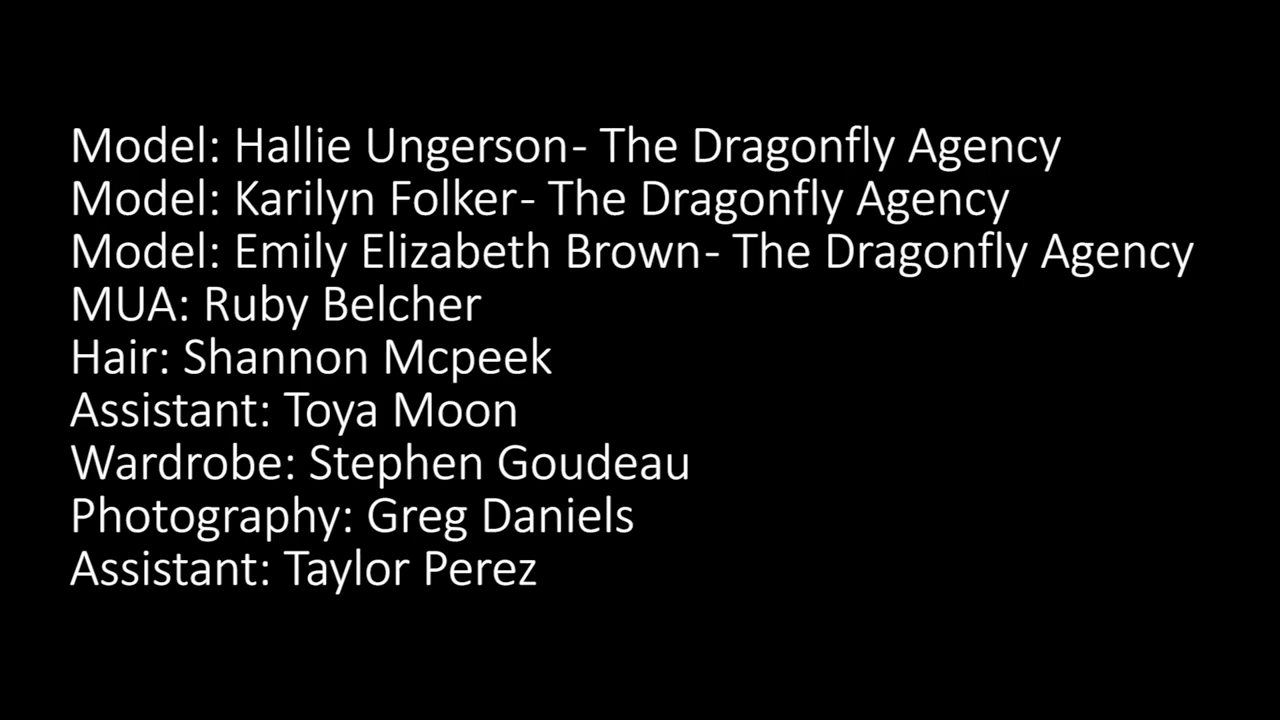 Model: Hallie Ungerson- The Dragonfly Agency
Model: Karilyn Folker- The Dragonfly Agency
Model: Emily Elizabeth Brown- The Dragonfly Agency
MUA: Ruby Belcher
Hair: Shannon Mcpeek
Assistant: Toya Moon
Wardrobe: Stephen Goudeau
Photography: Greg Daniels
Assistant: Taylor Perez